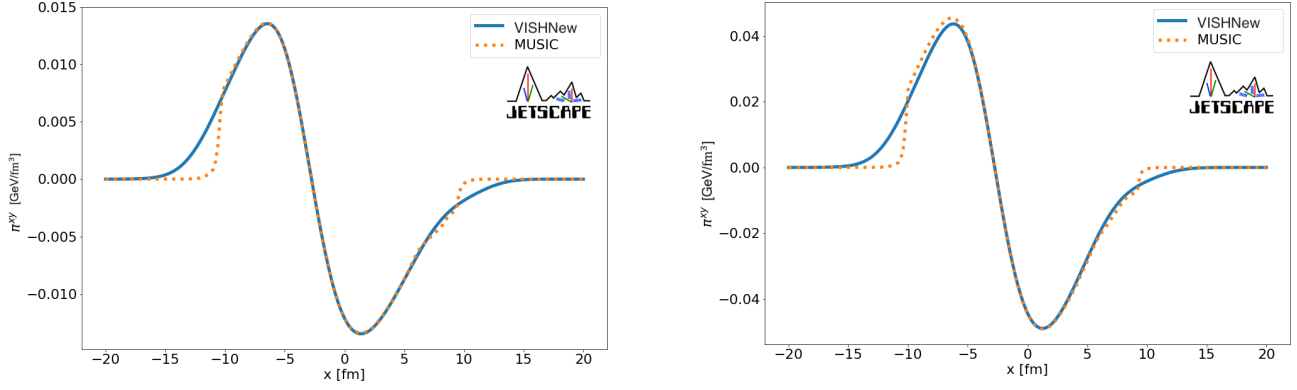 0.015
0.010
0.005
0.000
−0.005
−0.010
π^{xy} [GeV/fm³]
VISHNew
MUSIC
JETSCAPE
−20 −15 −10 −5 0 5 10 15 20
x [fm]
0.04
0.02
0.00
−0.02
−0.04
π^{xy} [GeV/fm³]
VISHNew
MUSIC
JETSCAPE
−20 −15 −10 −5 0 5 10 15 20
x [fm]